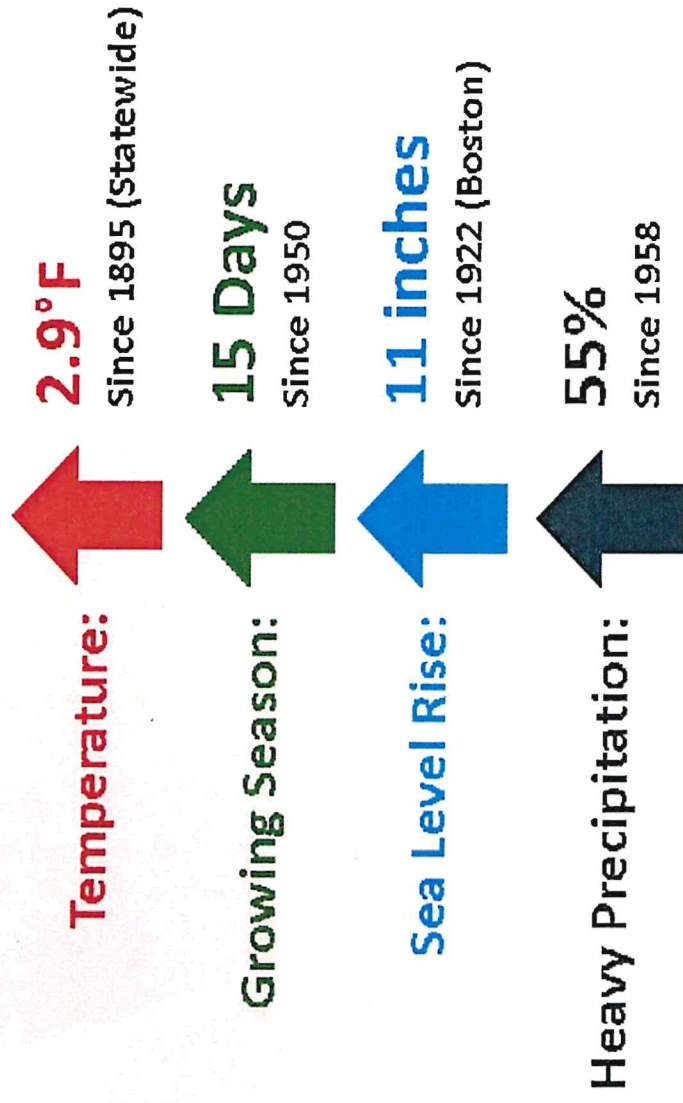 Temperature:
2.9°F
Since 1895 (Statewide)
Growing Season:
15 Days
Since 1950
Sea Level Rise:
11 inches
Since 1922 (Boston)
Heavy Precipitation:
55%
Since 1958